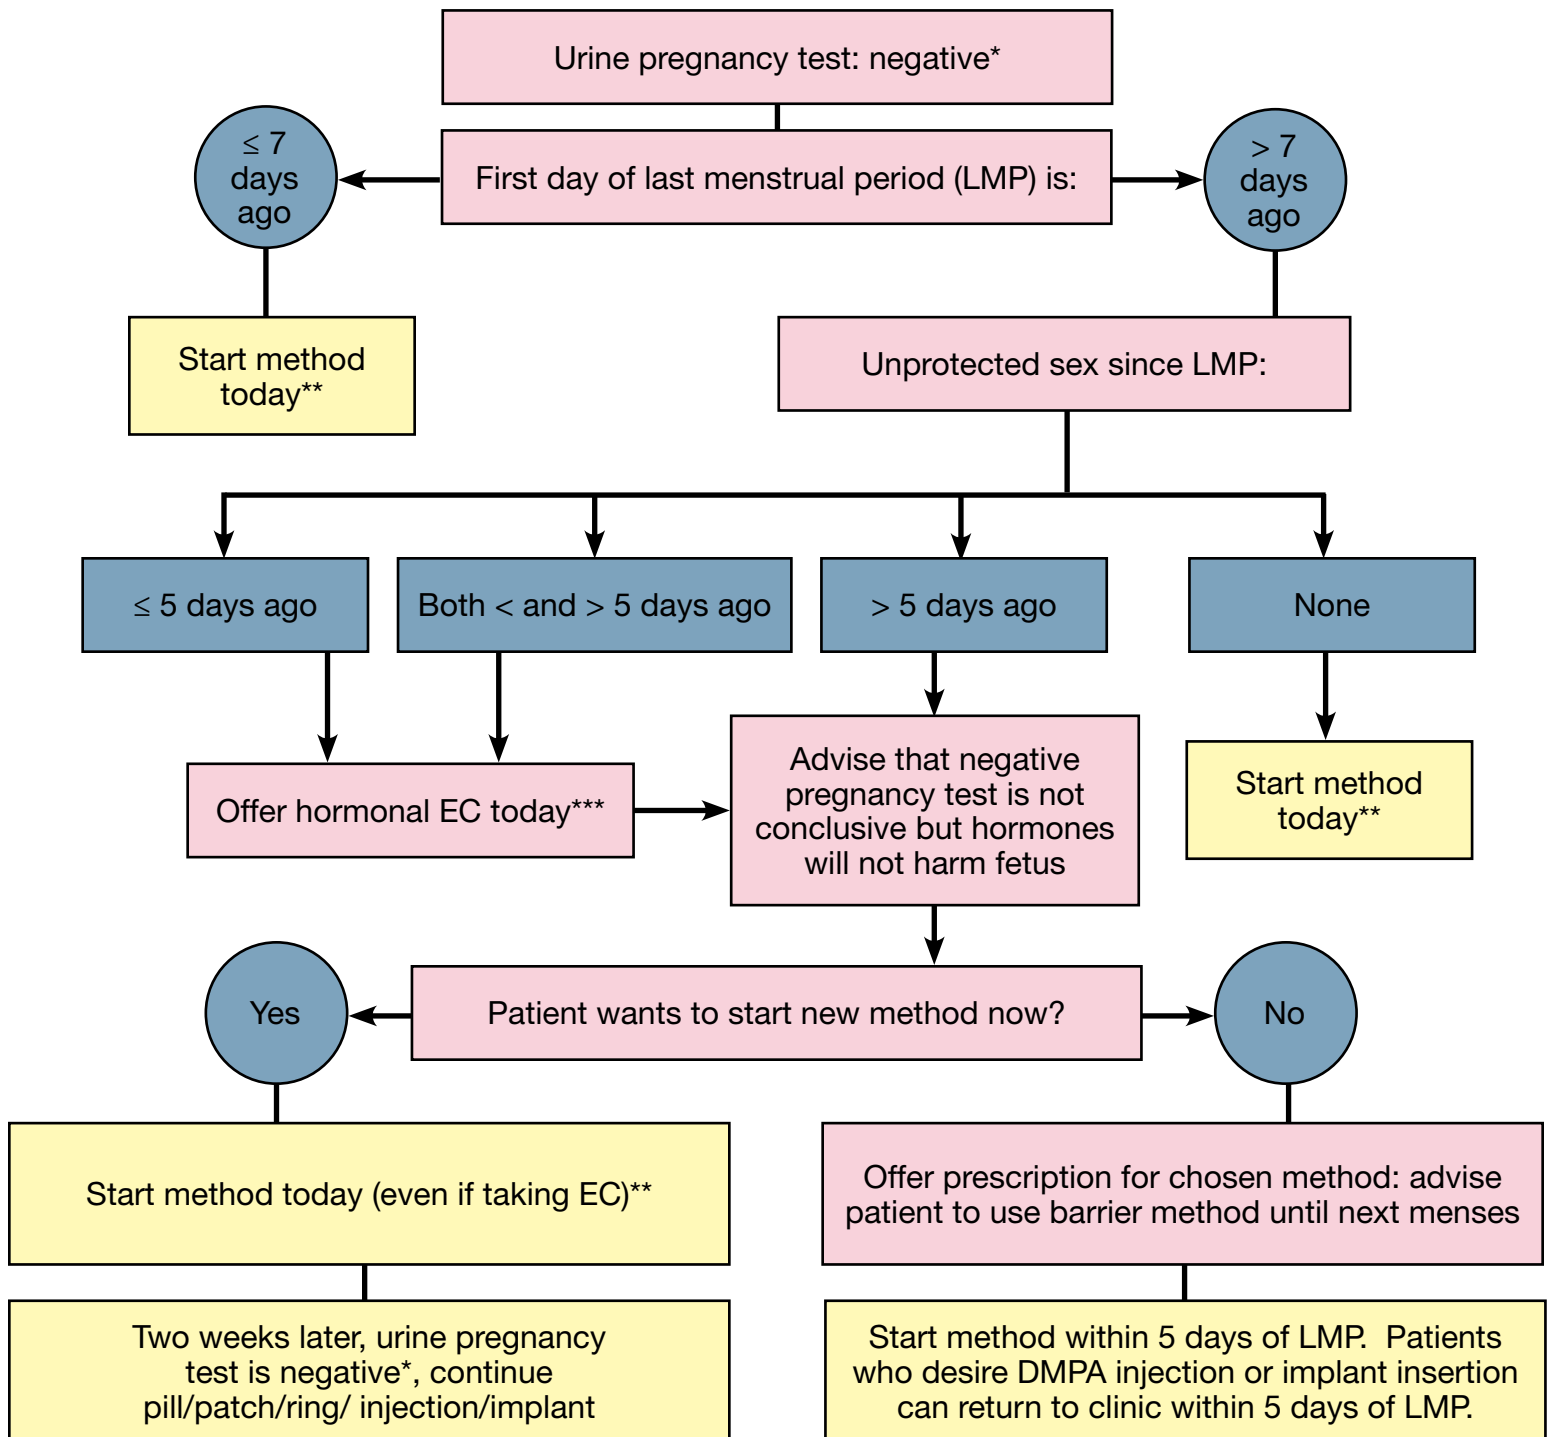 Urine pregnancy test: negative*
≤ 7
days
ago
First day of last menstrual period (LMP) is:
> 7
days
ago
Start method
today**
Unprotected sex since LMP:
≤ 5 days ago
Both < and > 5 days ago
> 5 days ago
None
Offer hormonal EC today***
Advise that negative
pregnancy test is not
conclusive but hormones
will not harm fetus
Start method
today**
Yes
Patient wants to start new method now?
No
Start method today (even if taking EC)**
Offer prescription for chosen method: advise
patient to use barrier method until next menses
Two weeks later, urine pregnancy
test is negative*, continue
pill/patch/ring/ injection/implant
Start method within 5 days of LMP.  Patients
who desire DMPA injection or implant insertion
can return to clinic within 5 days of LMP.